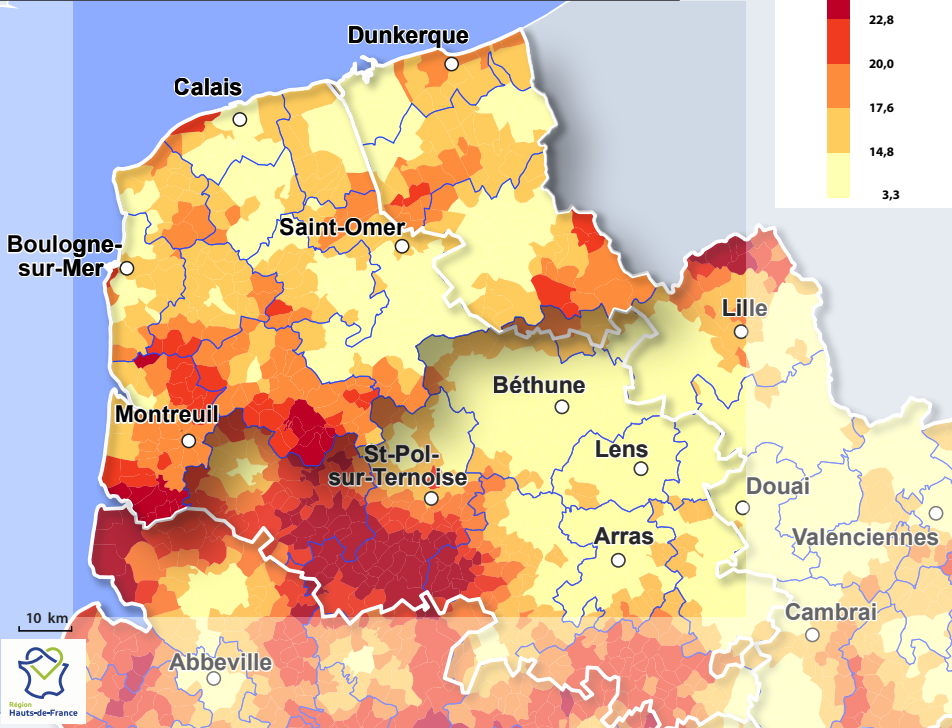 22,8
20,0
17,6
14,8
3,3
Dunkerque
Calais
Saint-Omer
Boulogne-
sur-Mer
Lille
Béthune
Montreuil
Lens
St-Pol-
sur-Ternoise
Douai
Arras
Valenciennes
Cambrai
10 km
Abbeville
Région
Hauts-de-France